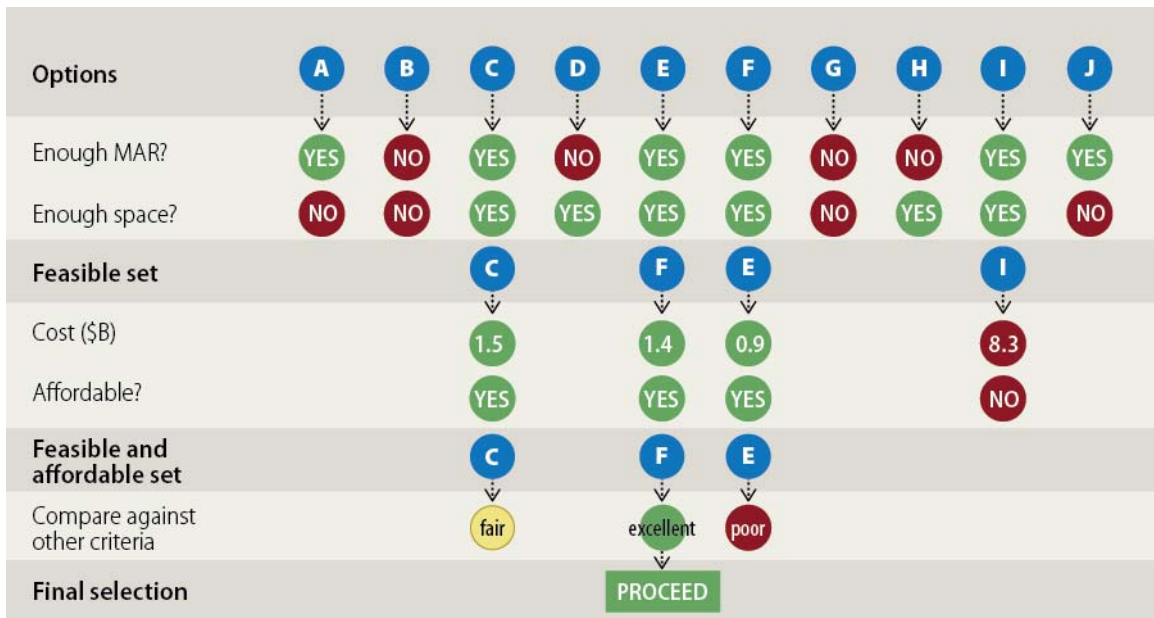 Options A B C D E F G H I J
Enough MAR? YES NO YES NO YES YES NO NO YES YES
Enough space? NO NO YES YES YES YES NO YES YES NO
Feasible set C F E I
Cost ($B) 1.5 1.4 0.9 8.3
Affordable? YES YES YES NO
Feasible and
affordable set C F E
Compare against
other criteria fair excellent poor
Final selection PROCEED